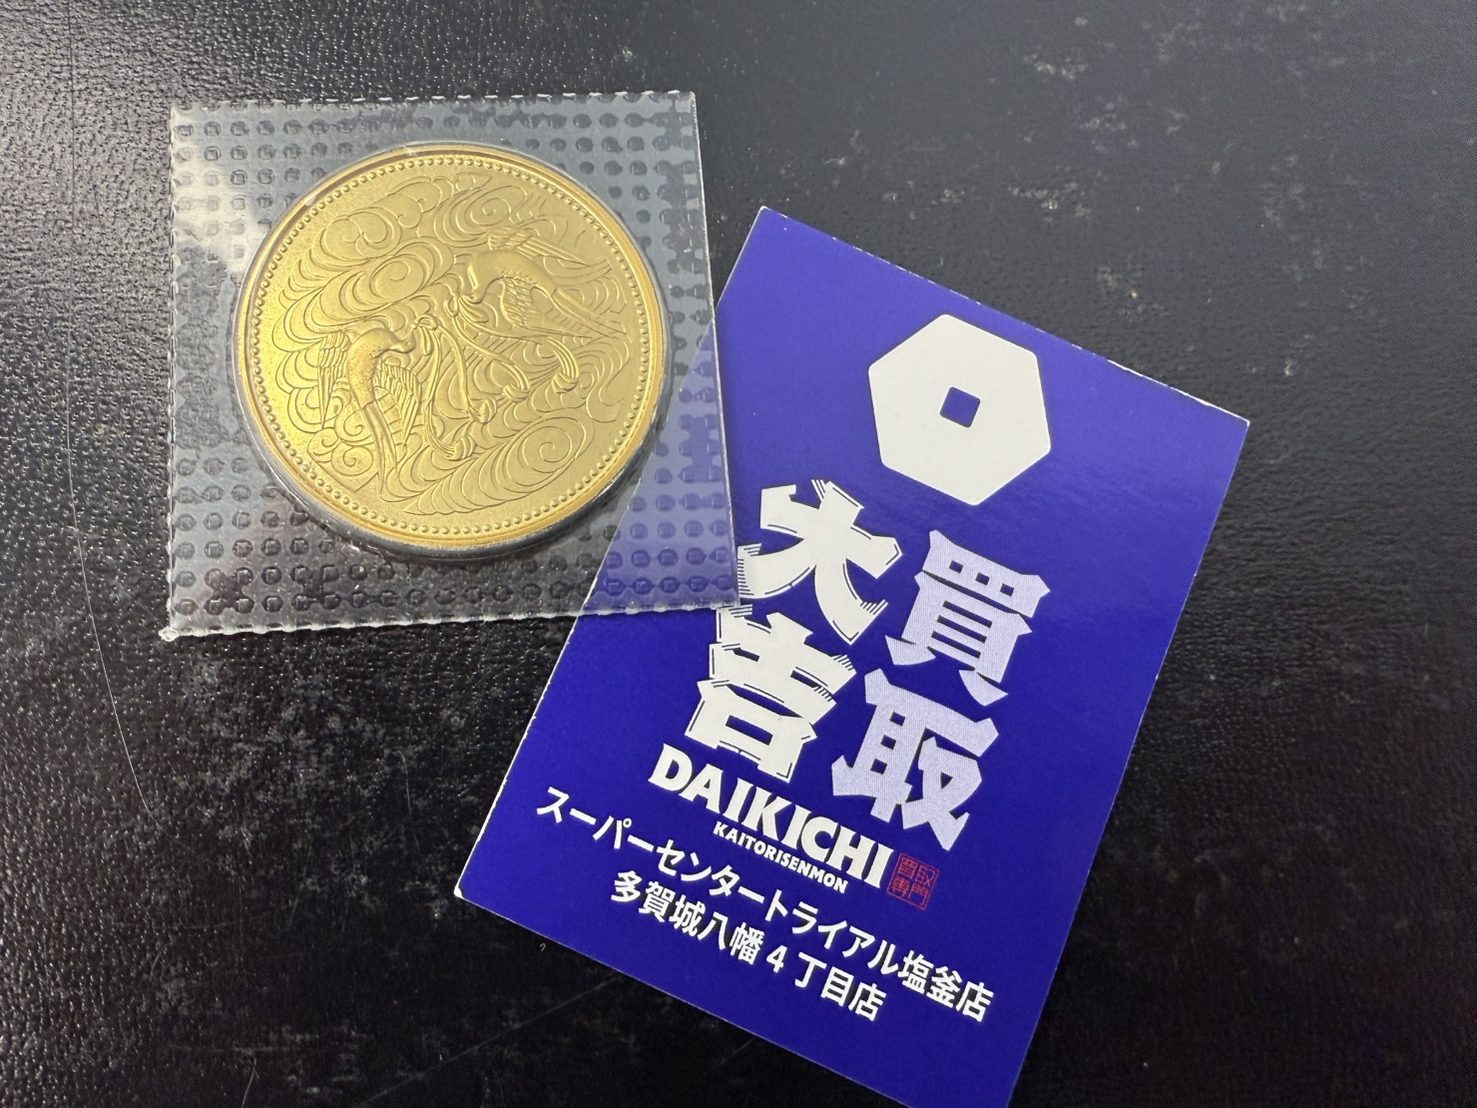 買取
大吉
DAIKICHI
KAITORISENMON
買取
専門
スーパーセンタートライアル塩釜店
多賀城八幡4丁目店